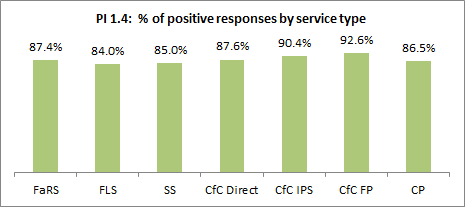 PI 1.4:  % of positive responses by service type
87.4% 84.0% 85.0% 87.6% 90.4% 92.6% 86.5%
FaRS FLS SS CfC Direct CfC IPS CfC FP CP